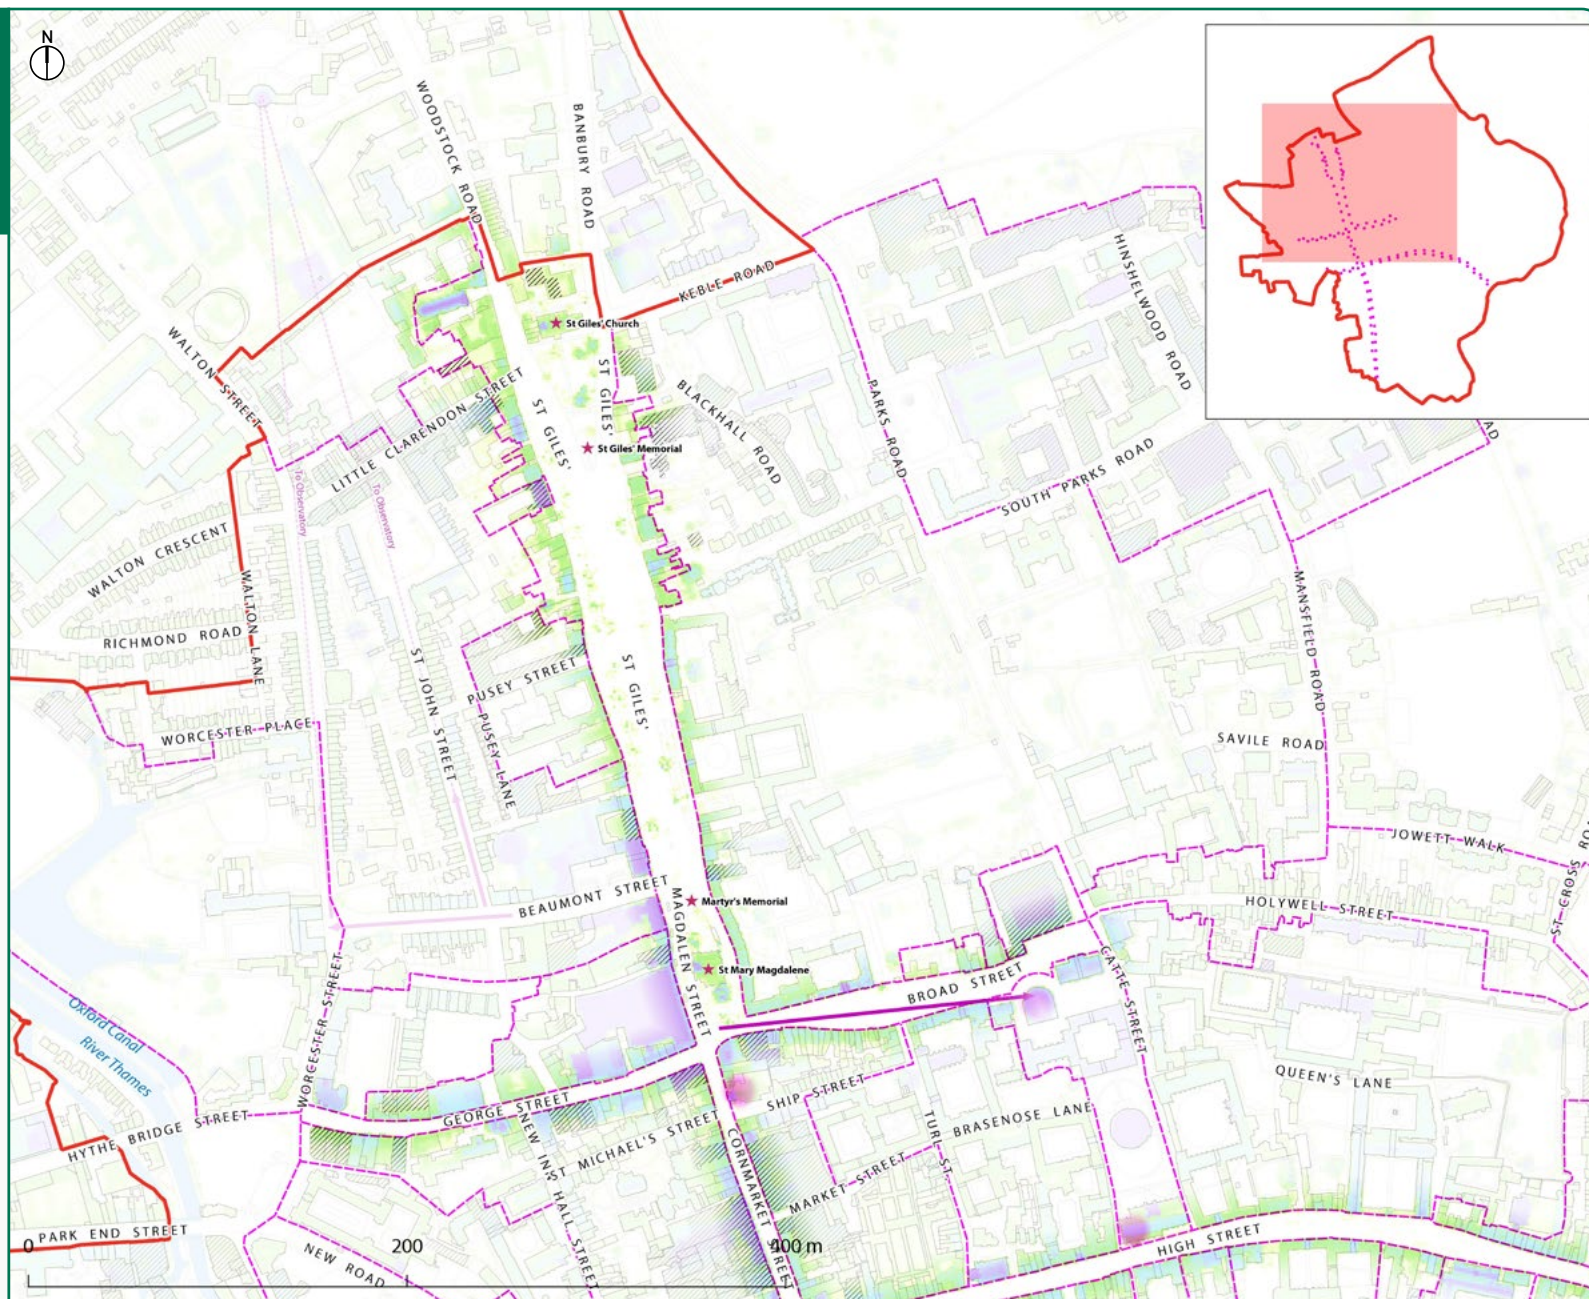 N
WOODSTOCK ROAD
BANBURY ROAD
KEBLE ROAD
HINSHELWOOD ROAD
St Giles' Church
WALTON STREET
ST GILES'
BLACKHALL ROAD
PARKS ROAD
LITTLE CLARENDON STREET
ST GILES'
St Giles' Memorial
SOUTH PARKS ROAD
To Observatory
To Observatory
WALTON CRESCENT
WALTON LANE
MANSFIELD ROAD
RICHMOND ROAD
ST JOHN STREET
PUSEY STREET
ST GILES'
PUSEY LANE
WORCESTER PLACE
SAVILE ROAD
JOWETT WALK
BEAUMONT STREET
MAGDALEN STREET
Martyr's Memorial
HOLYWELL STREET
St Mary Magdalene
BROAD STREET
CATTE STREET
WORCESTER STREET
Oxford Canal
River Thames
QUEEN'S LANE
SHIP STREET
GEORGE STREET
HYTHE BRIDGE STREET
ST MICHAEL'S STREET
NEW INN HALL STREET
CORNMARKET STREET
TURL ST.
BRASENOSE LANE
MARKET STREET
HIGH STREET
PARK END STREET
NEW ROAD
0 200 400 m